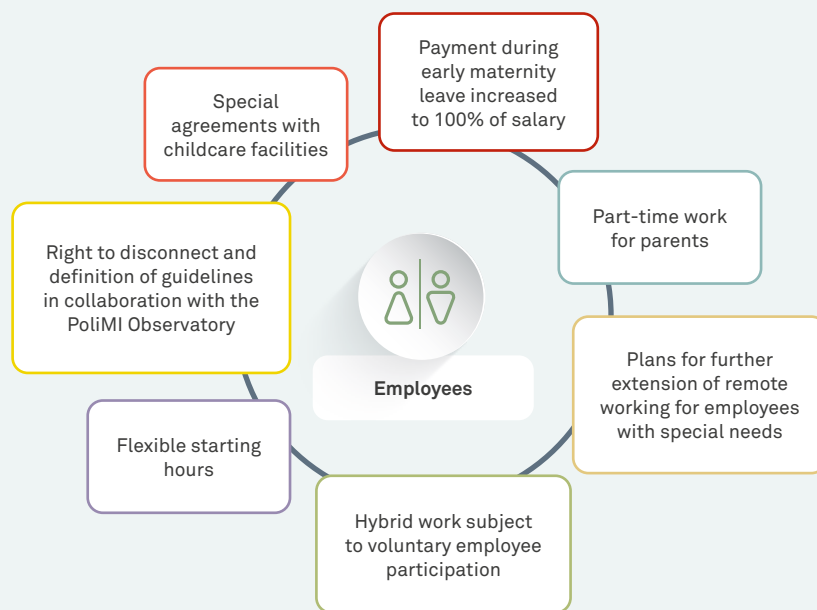 Payment during
early maternity
leave increased
to 100% of salary
Special
agreements with
childcare facilities
Part-time work
for parents
Right to disconnect and
definition of guidelines
in collaboration with the
PoliMI Observatory
Employees
Plans for further
extension of remote
working for employees
with special needs
Flexible starting
hours
Hybrid work subject
to voluntary employee
participation